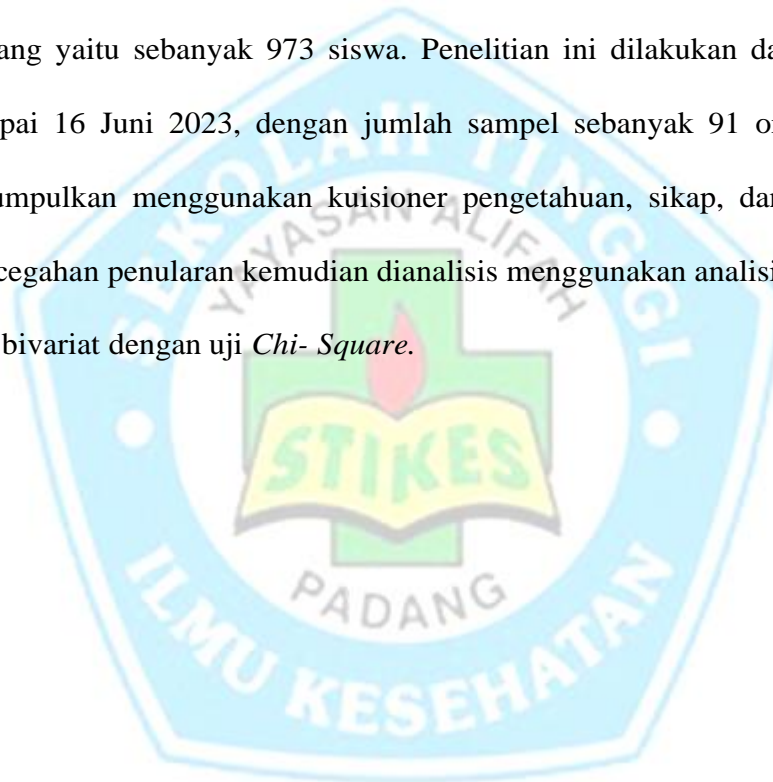 ang yaitu sebanyak 973 siswa. Penelitian ini dilakukan da
pai 16 Juni 2023, dengan jumlah sampel sebanyak 91 o
umpulkan menggunakan kuisioner pengetahuan, sikap, dan
cegahan penularan kemudian dianalisis menggunakan analisi
bivariat dengan uji Chi- Square.
SEKOLAH TINGGI
YAYASAN ALIFAH
STIKES
PADANG
ILMU KESEHATAN